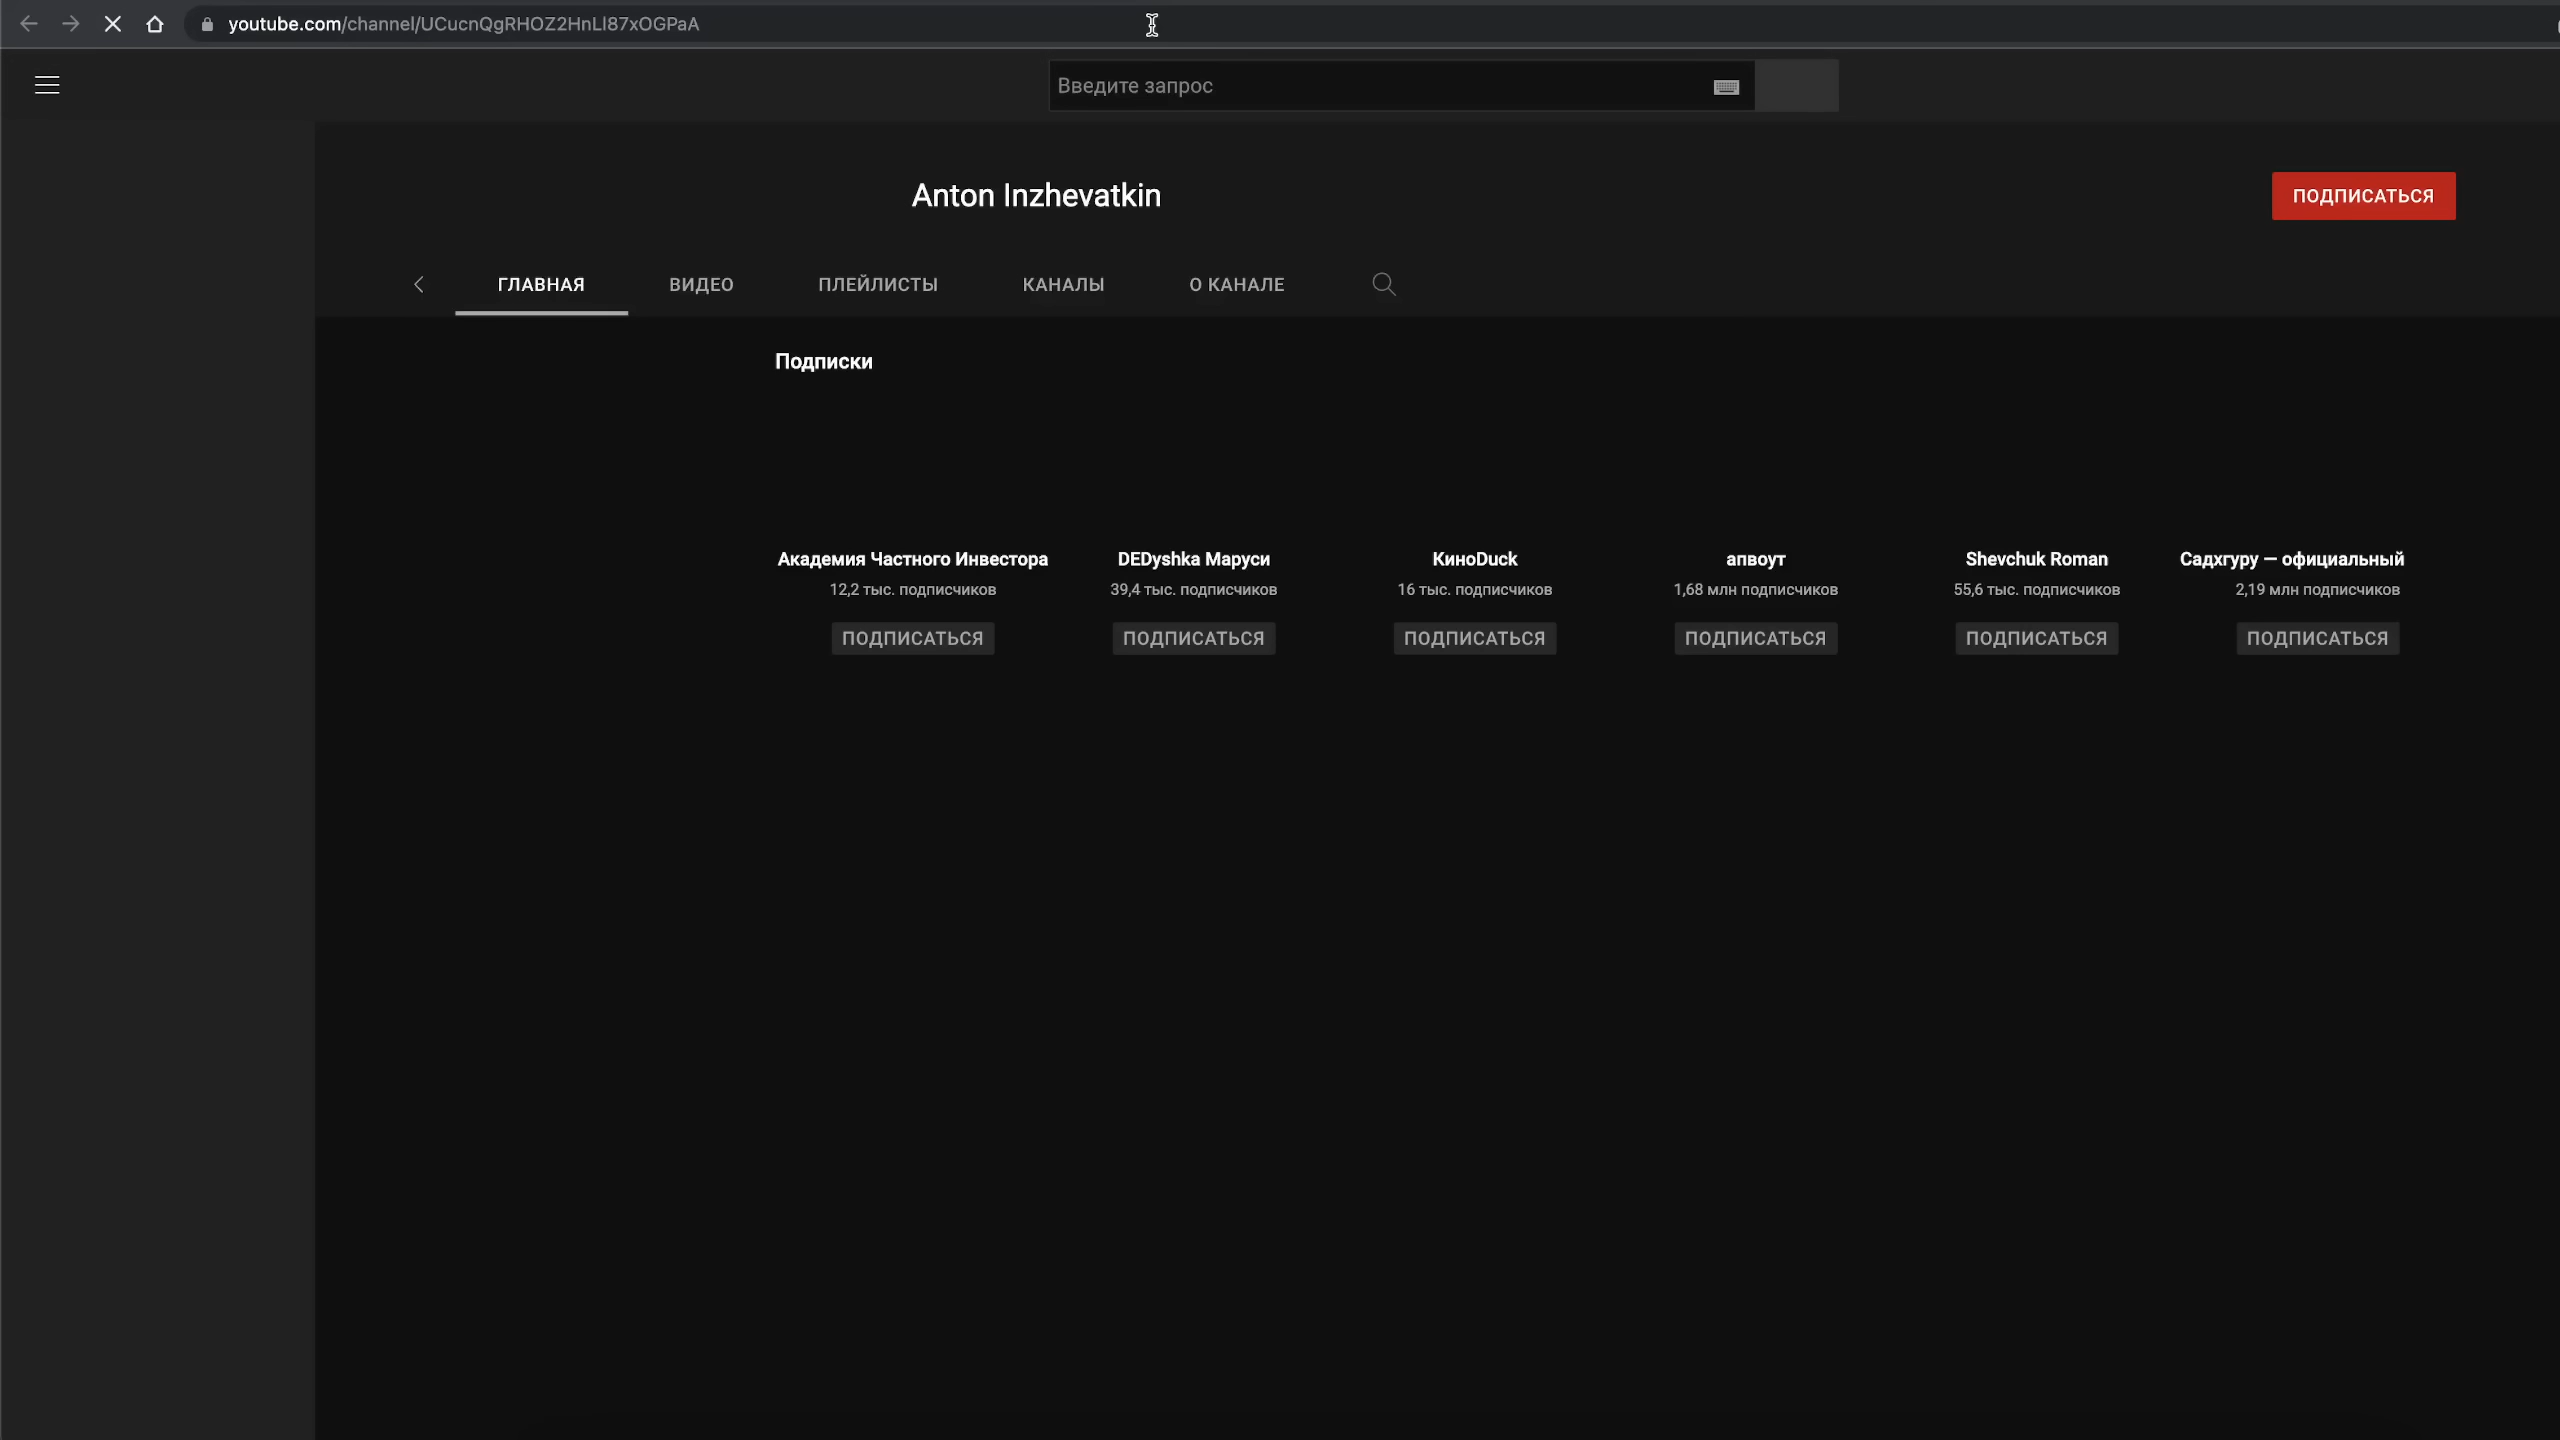 youtube.com/channel/UCucnQgRHOZ2HnLl87xOGPaA
Введите запрос
Anton Inzhevatkin
ПОДПИСАТЬСЯ
ГЛАВНАЯ ВИДЕО ПЛЕЙЛИСТЫ КАНАЛЫ О КАНАЛЕ
Подписки
Академия Частного Инвестора DEDyshka Маруси КиноDuck апвоут Shevchuk Roman Садхгуру — официальный
12,2 тыс. подписчиков 39,4 тыс. подписчиков 16 тыс. подписчиков 1,68 млн подписчиков 55,6 тыс. подписчиков 2,19 млн подписчиков
ПОДПИСАТЬСЯ ПОДПИСАТЬСЯ ПОДПИСАТЬСЯ ПОДПИСАТЬСЯ ПОДПИСАТЬСЯ ПОДПИСАТЬСЯ